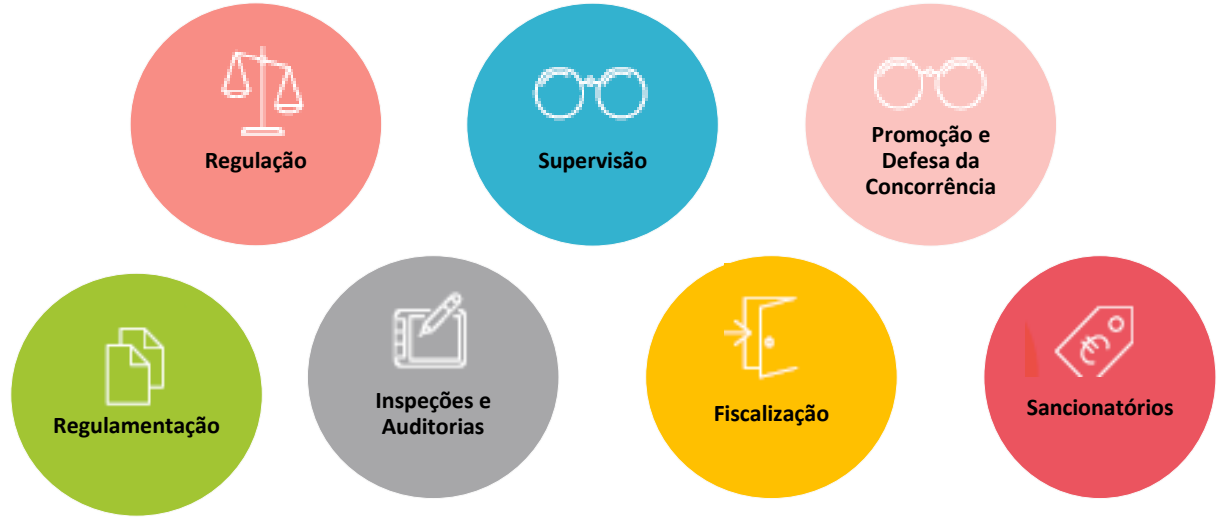 Regulação
Supervisão
Promoção e
Defesa da
Concorrência
Regulamentação
Inspeções e
Auditorias
Fiscalização
Sancionatórios